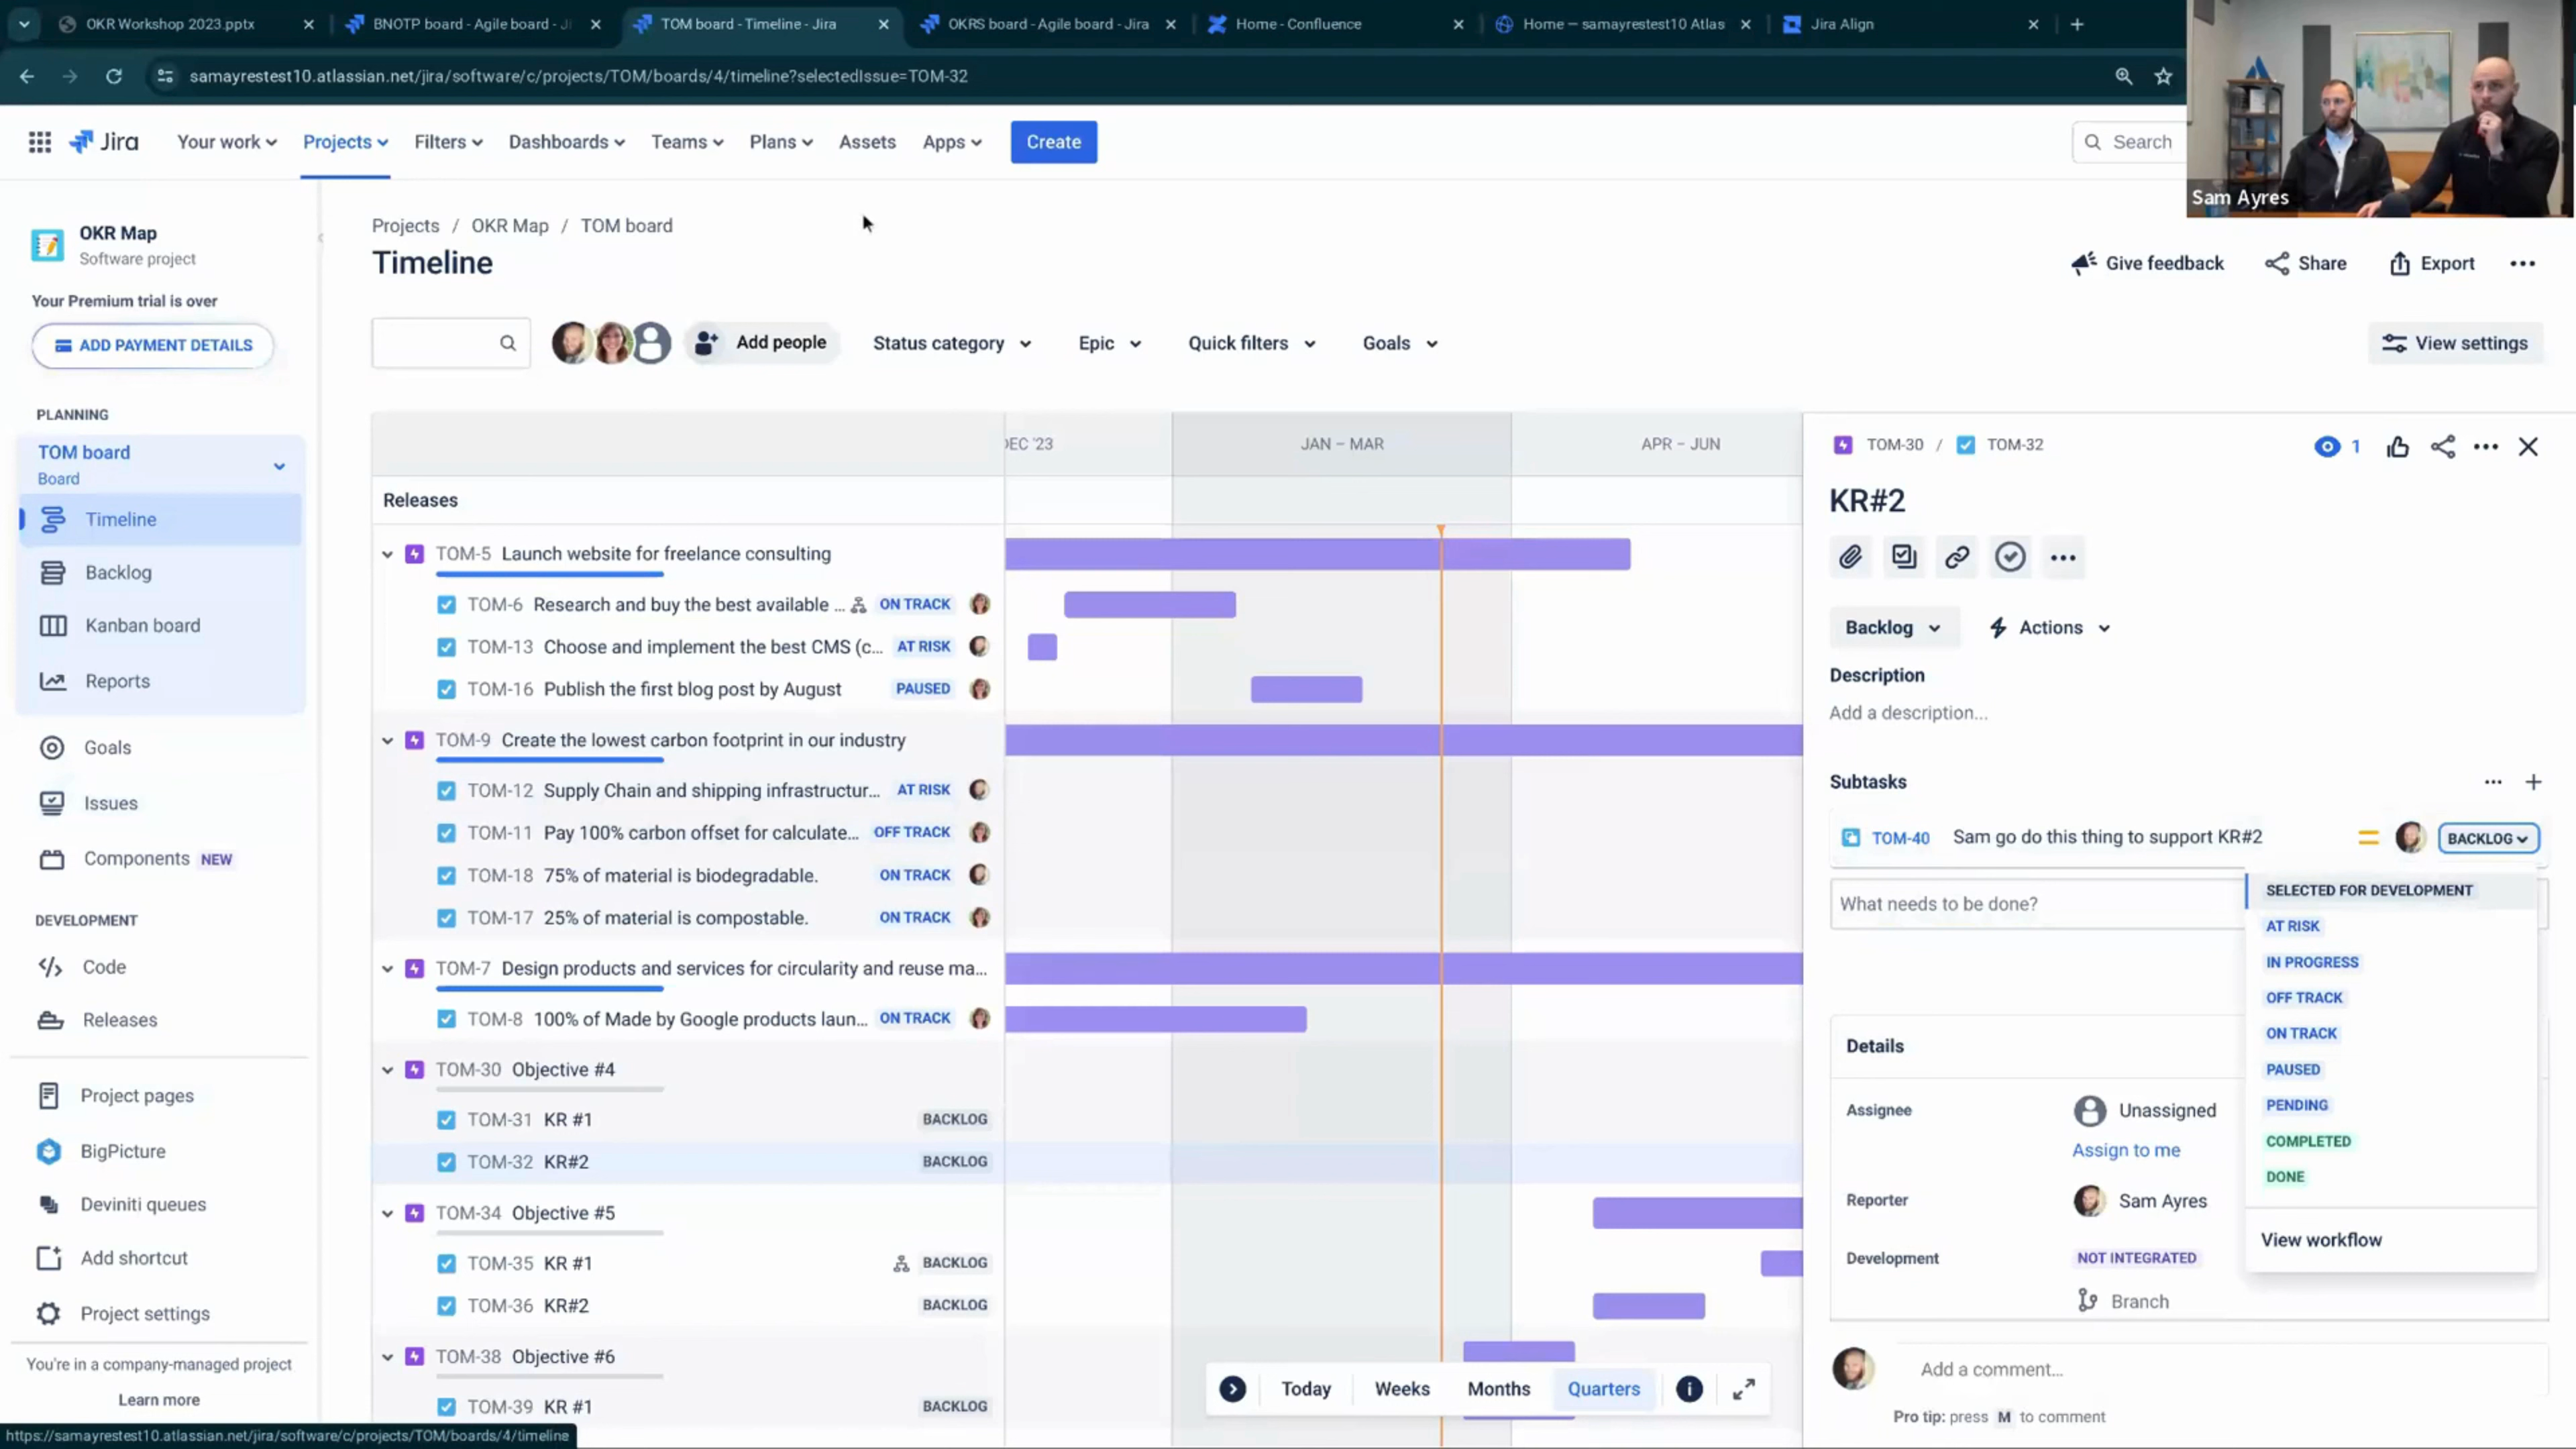 OKR Workshop 2023.pptx
BNOTP board - Agile board - Ji
TOM board - Timeline - Jira
OKRS board - Agile board - Jira
Home - Confluence
Home — samayrestest10 Atlas
Jira Align
samayrestest10.atlassian.net/jira/software/c/projects/TOM/boards/4/timeline?selectedIssue=TOM-32
Sam Ayres
Jira
Your work
Projects
Filters
Dashboards
Teams
Plans
Assets
Apps
Create
Search
OKR Map
Software project
Your Premium trial is over
ADD PAYMENT DETAILS
PLANNING
TOM board
Board
Timeline
Backlog
Kanban board
Reports
Goals
Issues
Components NEW
DEVELOPMENT
Code
Releases
Project pages
BigPicture
Deviniti queues
Add shortcut
Project settings
You're in a company-managed project
Learn more
https://samayrestest10.atlassian.net/jira/software/c/projects/TOM/boards/4/timeline
Projects / OKR Map / TOM board
Timeline
Give feedback
Share
Export
Add people
Status category
Epic
Quick filters
Goals
View settings
DEC '23
JAN – MAR
APR – JUN
Releases
TOM-5 Launch website for freelance consulting
TOM-6 Research and buy the best available ... ON TRACK
TOM-13 Choose and implement the best CMS (c... AT RISK
TOM-16 Publish the first blog post by August PAUSED
TOM-9 Create the lowest carbon footprint in our industry
TOM-12 Supply Chain and shipping infrastructur... AT RISK
TOM-11 Pay 100% carbon offset for calculate... OFF TRACK
TOM-18 75% of material is biodegradable. ON TRACK
TOM-17 25% of material is compostable. ON TRACK
TOM-7 Design products and services for circularity and reuse ma...
TOM-8 100% of Made by Google products laun... ON TRACK
TOM-30 Objective #4
TOM-31 KR #1 BACKLOG
TOM-32 KR#2 BACKLOG
TOM-34 Objective #5
TOM-35 KR #1 BACKLOG
TOM-36 KR#2 BACKLOG
TOM-38 Objective #6
TOM-39 KR #1 BACKLOG
Today
Weeks
Months
Quarters
TOM-30 / TOM-32
1
KR#2
Backlog
Actions
Description
Add a description...
Subtasks
TOM-40 Sam go do this thing to support KR#2 BACKLOG
What needs to be done?
SELECTED FOR DEVELOPMENT
AT RISK
IN PROGRESS
OFF TRACK
ON TRACK
PAUSED
PENDING
COMPLETED
DONE
View workflow
Details
Assignee
Unassigned
Assign to me
Reporter
Sam Ayres
Development
NOT INTEGRATED
Branch
Add a comment...
Pro tip: press M to comment